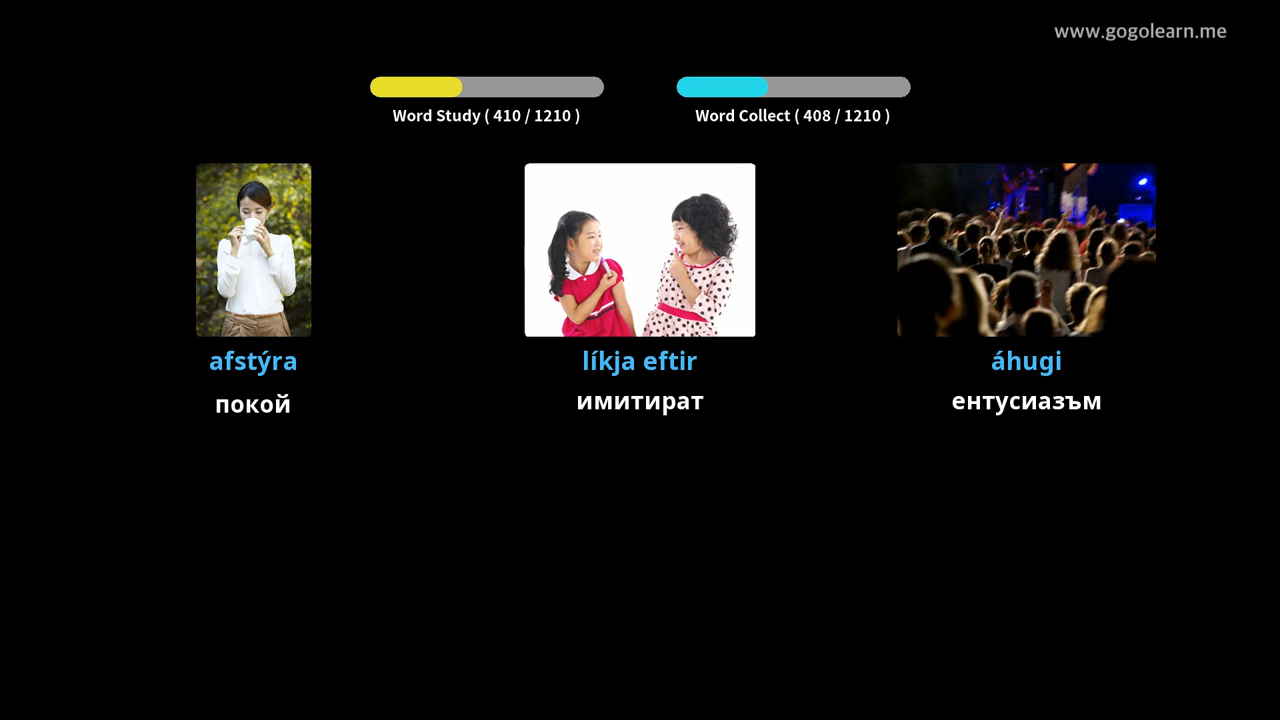 www.gogolearn.me
Word Study ( 410 / 1210 )
Word Collect ( 408 / 1210 )
afstýra
покой
líkja eftir
имитират
áhugi
ентусиазъм